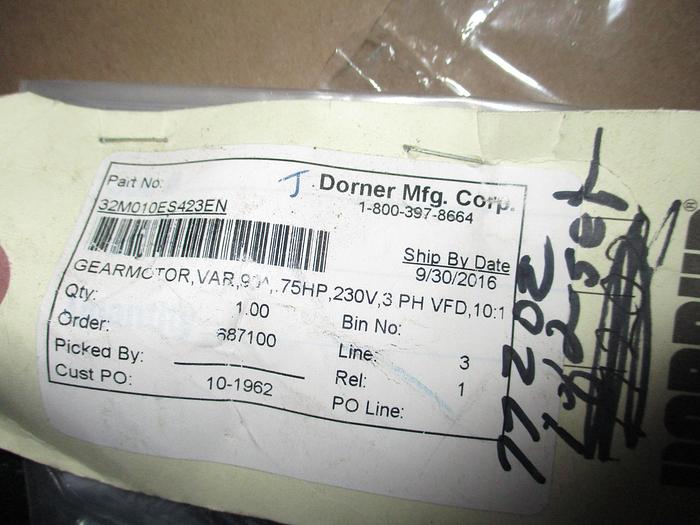 Part No:
J
Dorner Mfg. Corp.
1-800-397-8664
32M010ES423EN
Ship By Date
9/30/2016
GEARMOTOR,VAR,90^,.75HP,230V,3 PH VFD,10:1
Qty: 1.00 Bin No:
Order: 687100 Line: 3
Picked By: Rel: 1
Cust PO: 10-1962 PO Line:
®